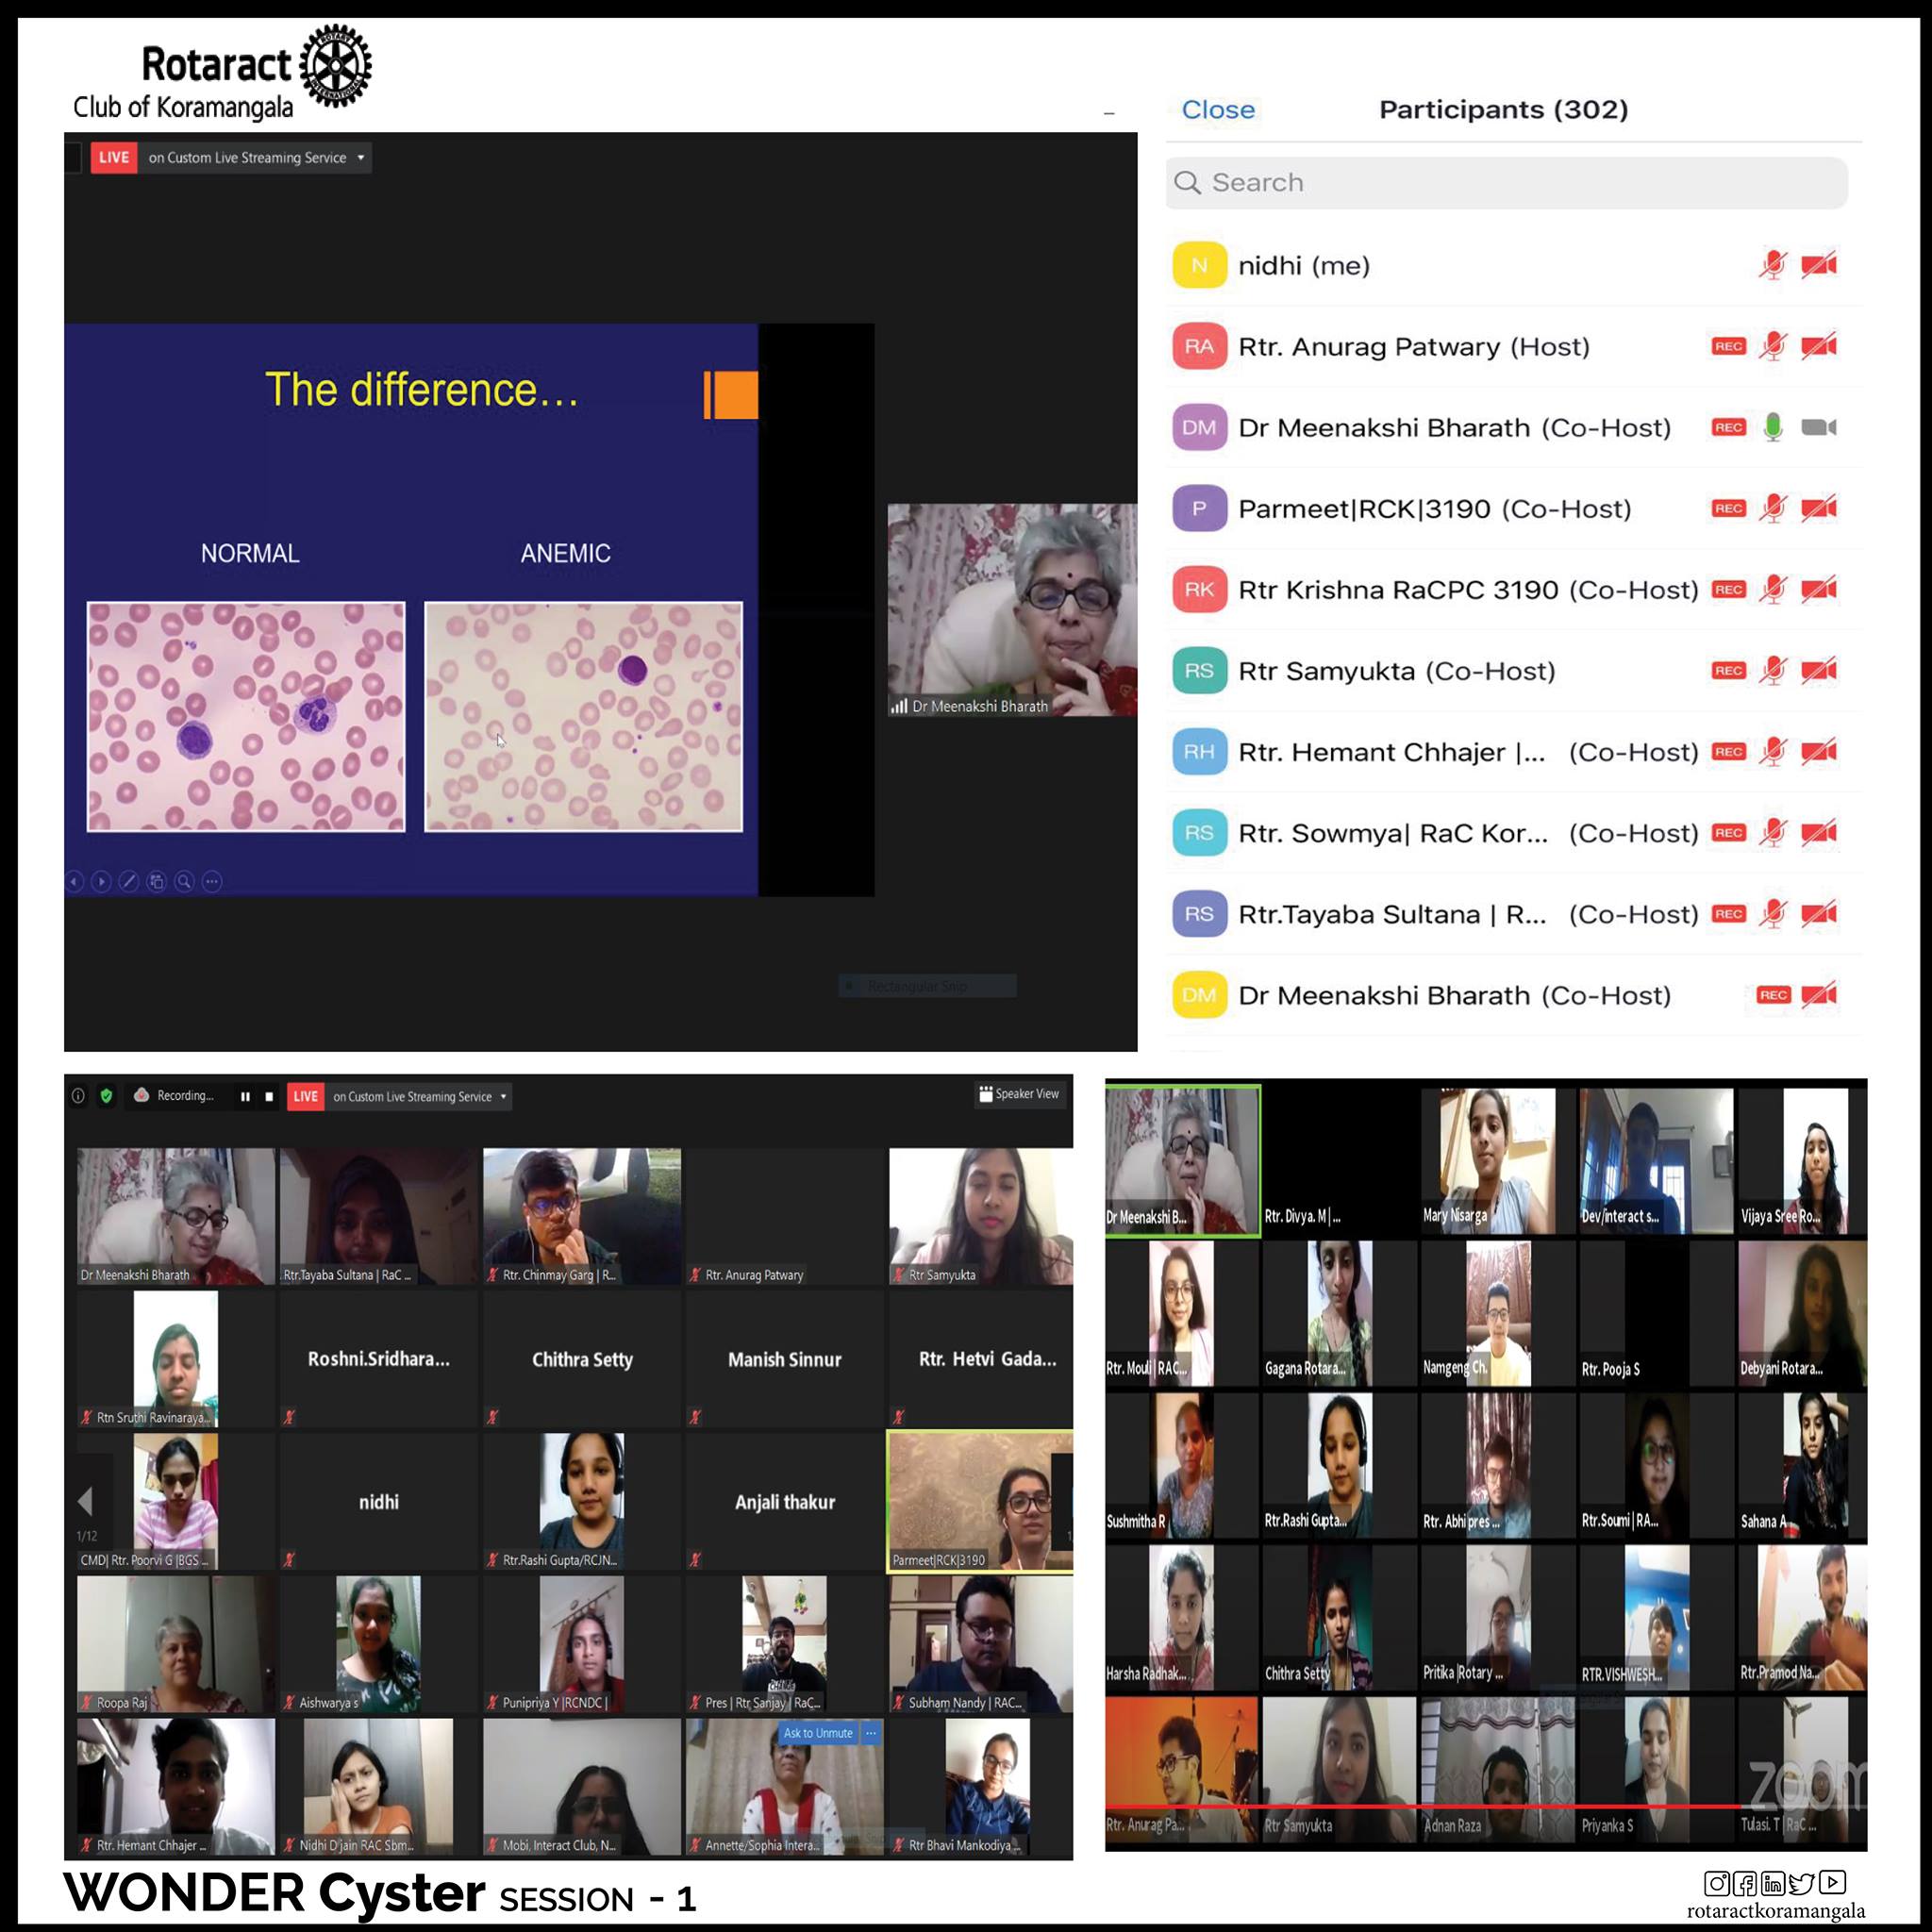 Rotaract
Club of Koramangala
LIVE on Custom Live Streaming Service
The difference...
NORMAL ANEMIC
Dr Meenakshi Bharath
Rectangular Snip
Close Participants (302)
Search
N nidhi (me)
RA Rtr. Anurag Patwary (Host) REC
DM Dr Meenakshi Bharath (Co-Host) REC
P Parmeet|RCK|3190 (Co-Host) REC
RK Rtr Krishna RaCPC 3190 (Co-Host) REC
RS Rtr Samyukta (Co-Host) REC
RH Rtr. Hemant Chhajer |... (Co-Host) REC
RS Rtr. Sowmya| RaC Kor... (Co-Host) REC
RS Rtr.Tayaba Sultana | R... (Co-Host) REC
DM Dr Meenakshi Bharath (Co-Host) REC
Recording... LIVE on Custom Live Streaming Service Speaker View
Dr Meenakshi Bharath Rtr.Tayaba Sultana | RaC ... Rtr. Chinmay Garg | R... Rtr. Anurag Patwary Rtr Samyukta
Roshni.Sridhara... Chithra Setty Manish Sinnur Rtr. Hetvi Gada...
Rtn Sruthi Ravinaraya...
nidhi Anjali thakur
1/12
CMD| Rtr. Poorvi G |BGS ... Rtr.Rashi Gupta/RCJN... Parmeet|RCK|3190
Roopa Raj Aishwarya s Punipriya Y |RCNDC | Pres | Rtr Sanjay | RaC... Subham Nandy | RAC...
Ask to Unmute ...
Rtr. Hemant Chhajer ... Nidhi D jain RAC Sbm... Mobi, Interact Club, N... Annette/Sophia Intera... Rtr Bhavi Mankodiya ...
Dr Meenakshi B... Rtr. Divya. M| ... Mary Nisarga Dev/interact s... Vijaya Sree Ro...
Rtr. Mouli|RAC... Gagana Rotara... Namgeng Ch. Rtr. Pooja S Debyani Rotara...
Sushmitha R Rtr.Rashi Gupta... Rtr. Abhi pres ... Rtr.Soumi|RA... Sahana A
Harsha Radhak... Chithra Setty Pritika |Rotary ... RTR.VISHWESH... Rtr.Pramod Na...
zoom
Rtr. Anurag Pa... Rtr Samyukta Adnan Raza Priyanka S Tulasi. T | RaC ...
WONDER Cyster SESSION - 1
rotaractkoramangala